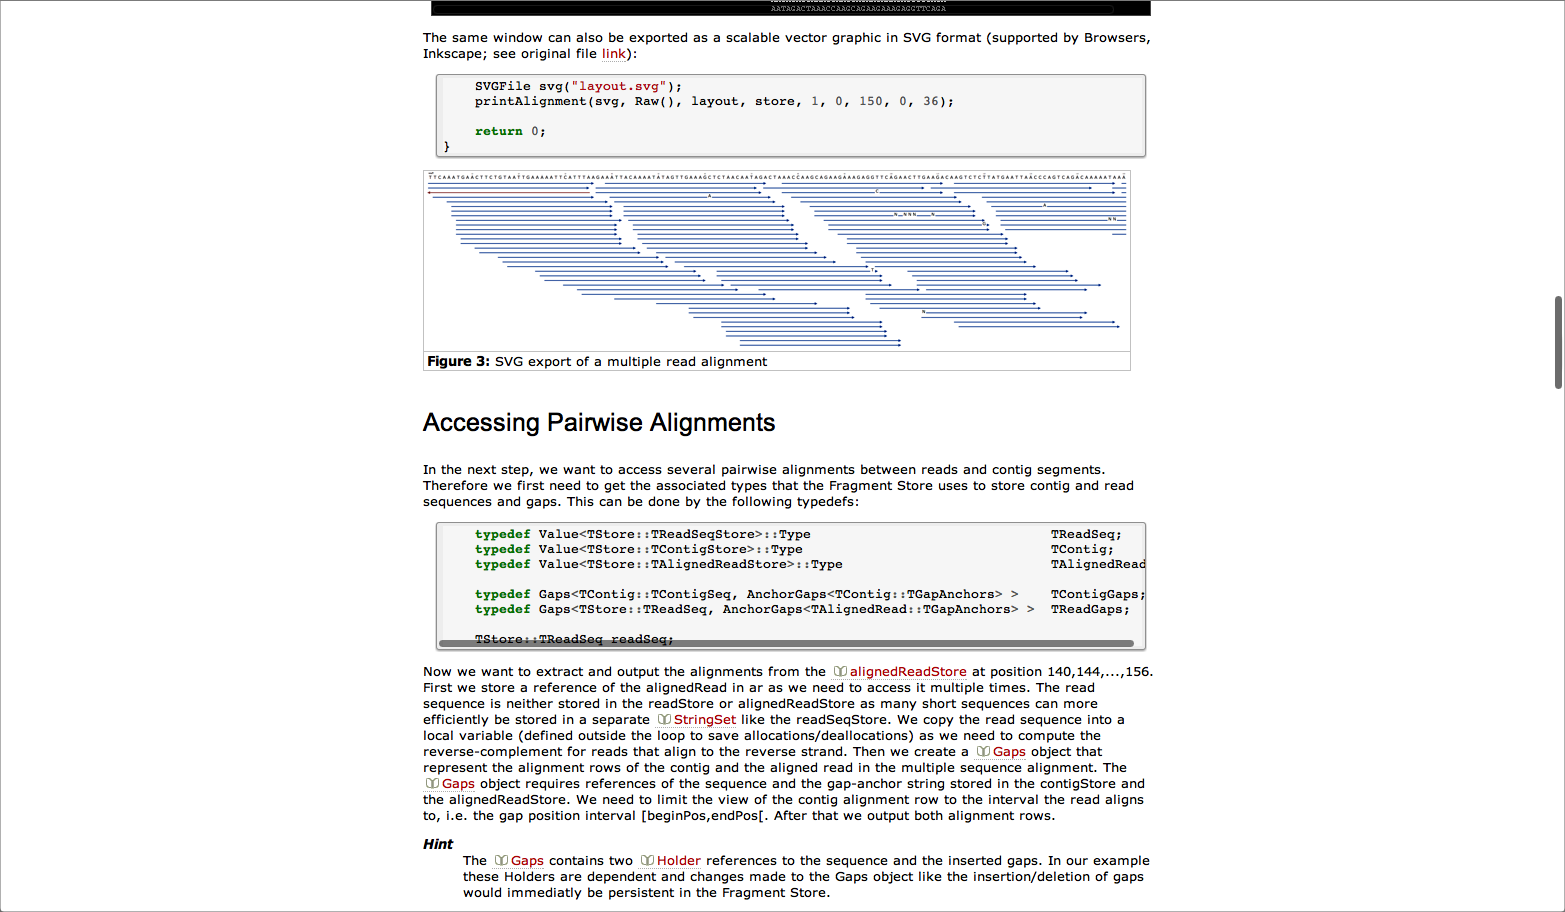 AATAGACTAAACCAAGCAGAAGAAAGAGGTTCAGA
The same window can also be exported as a scalable vector graphic in SVG format (supported by Browsers,
Inkscape; see original file link):
SVGFile svg("layout.svg");
printAlignment(svg, Raw(), layout, store, 1, 0, 150, 0, 36);
return 0;
}
Figure 3: SVG export of a multiple read alignment
Accessing Pairwise Alignments
In the next step, we want to access several pairwise alignments between reads and contig segments.
Therefore we first need to get the associated types that the Fragment Store uses to store contig and read
sequences and gaps. This can be done by the following typedefs:
typedef Value<TStore::TReadSeqStore>::Type TReadSeq;
typedef Value<TStore::TContigStore>::Type TContig;
typedef Value<TStore::TAlignedReadStore>::Type TAlignedRead
typedef Gaps<TContig::TContigSeq, AnchorGaps<TContig::TGapAnchors> > TContigGaps;
typedef Gaps<TStore::TReadSeq, AnchorGaps<TAlignedRead::TGapAnchors> > TReadGaps;
TStore::TReadSeq readSeq;
Now we want to extract and output the alignments from the alignedReadStore at position 140,144,...,156.
First we store a reference of the alignedRead in ar as we need to access it multiple times. The read
sequence is neither stored in the readStore or alignedReadStore as many short sequences can more
efficiently be stored in a separate StringSet like the readSeqStore. We copy the read sequence into a
local variable (defined outside the loop to save allocations/deallocations) as we need to compute the
reverse-complement for reads that align to the reverse strand. Then we create a Gaps object that
represent the alignment rows of the contig and the aligned read in the multiple sequence alignment. The
Gaps object requires references of the sequence and the gap-anchor string stored in the contigStore and
the alignedReadStore. We need to limit the view of the contig alignment row to the interval the read aligns
to, i.e. the gap position interval [beginPos,endPos[. After that we output both alignment rows.
Hint
The Gaps contains two Holder references to the sequence and the inserted gaps. In our example
these Holders are dependent and changes made to the Gaps object like the insertion/deletion of gaps
would immediatly be persistent in the Fragment Store.